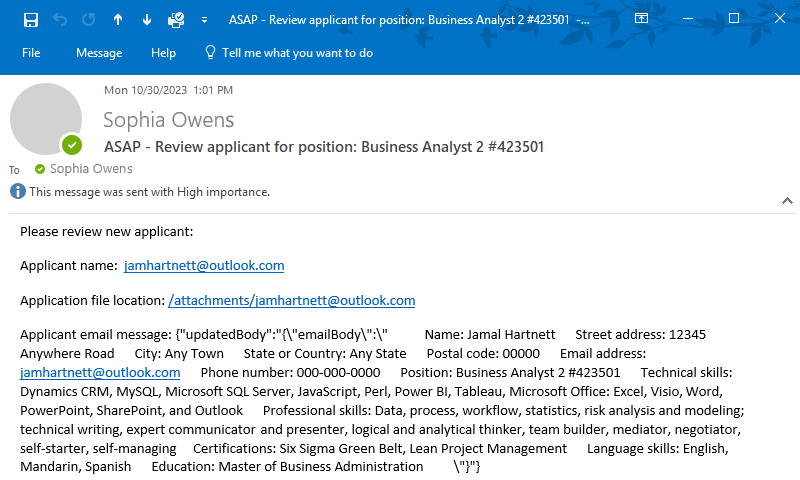 ASAP - Review applicant for position: Business Analyst 2 #423501 -...
File Message Help Tell me what you want to do
Mon 10/30/2023 1:01 PM
Sophia Owens
ASAP - Review applicant for position: Business Analyst 2 #423501
To Sophia Owens
This message was sent with High importance.
Please review new applicant:
Applicant name: jamhartnett@outlook.com
Application file location: /attachments/jamhartnett@outlook.com
Applicant email message: {"updatedBody":"{\"emailBody\":\" Name: Jamal Hartnett Street address: 12345
Anywhere Road City: Any Town State or Country: Any State Postal code: 00000 Email address:
jamhartnett@outlook.com Phone number: 000-000-0000 Position: Business Analyst 2 #423501 Technical skills:
Dynamics CRM, MySQL, Microsoft SQL Server, JavaScript, Perl, Power BI, Tableau, Microsoft Office: Excel, Visio, Word,
PowerPoint, SharePoint, and Outlook Professional skills: Data, process, workflow, statistics, risk analysis and modeling;
technical writing, expert communicator and presenter, logical and analytical thinker, team builder, mediator, negotiator,
self-starter, self-managing Certifications: Six Sigma Green Belt, Lean Project Management Language skills: English,
Mandarin, Spanish Education: Master of Business Administration \"}"}